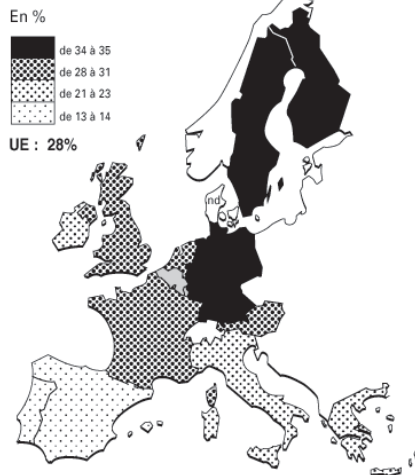 En %
de 34 à 35
de 28 à 31
de 21 à 23
de 13 à 14
UE : 28%
nd